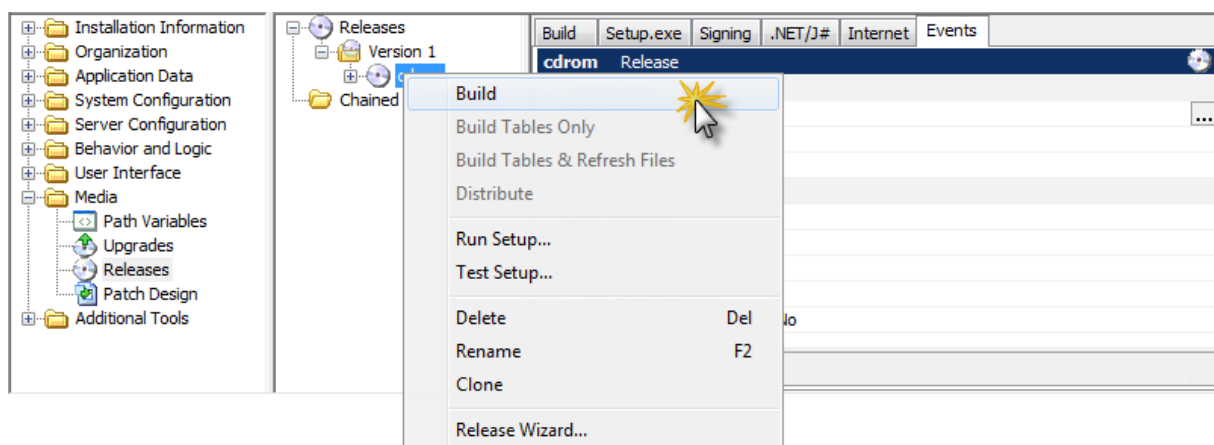 Installation Information
Organization
Application Data
System Configuration
Server Configuration
Behavior and Logic
User Interface
Media
Path Variables
Upgrades
Releases
Patch Design
Additional Tools
Releases
Version 1
Chained
Build Setup.exe Signing .NET/J# Internet Events
cdrom Release
...
Build
Build Tables Only
Build Tables & Refresh Files
Distribute
Run Setup...
Test Setup...
Delete Del
Rename F2
Clone
Release Wizard...